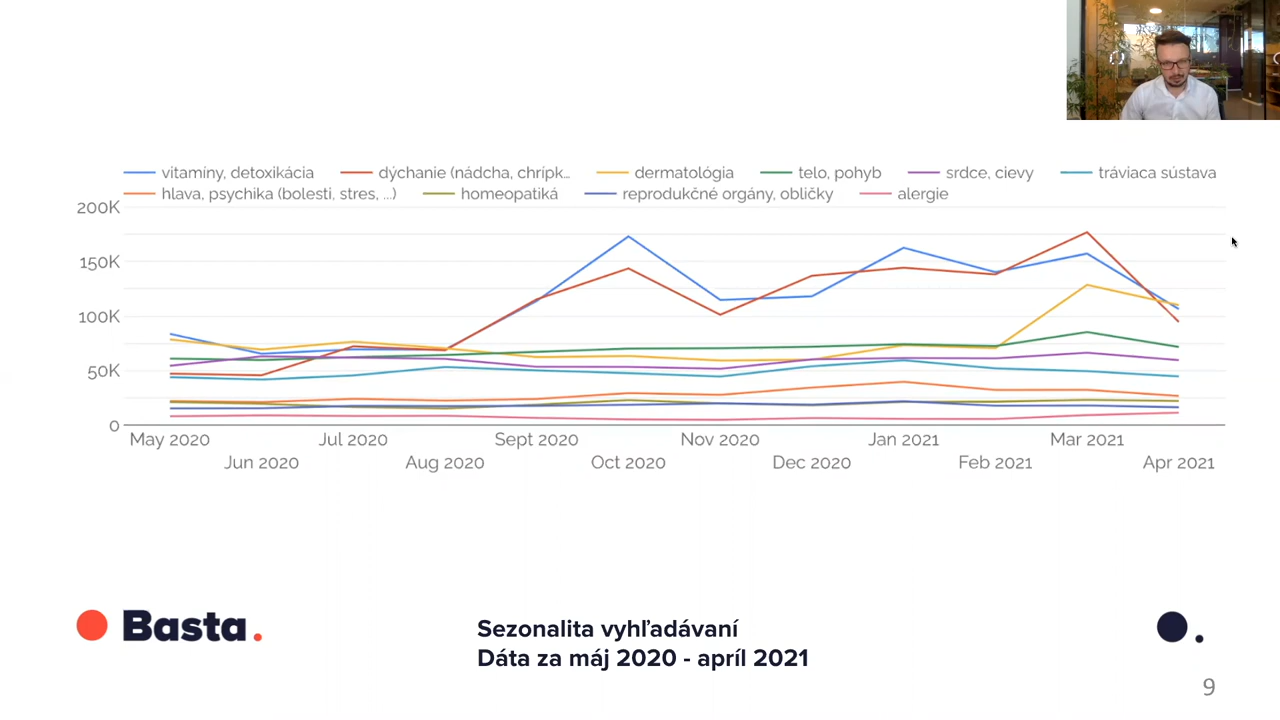 vitamíny, detoxikácia dýchanie (nádcha, chrípk… dermatológia telo, pohyb srdce, cievy tráviaca sústava
hlava, psychika (bolesti, stres, ...) homeopatiká reprodukčné orgány, obličky alergie
200K
150K
100K
50K
0
May 2020 Jul 2020 Sept 2020 Nov 2020 Jan 2021 Mar 2021
Jun 2020 Aug 2020 Oct 2020 Dec 2020 Feb 2021 Apr 2021
Basta.
Sezonalita vyhľadávaní
Dáta za máj 2020 - apríl 2021
9